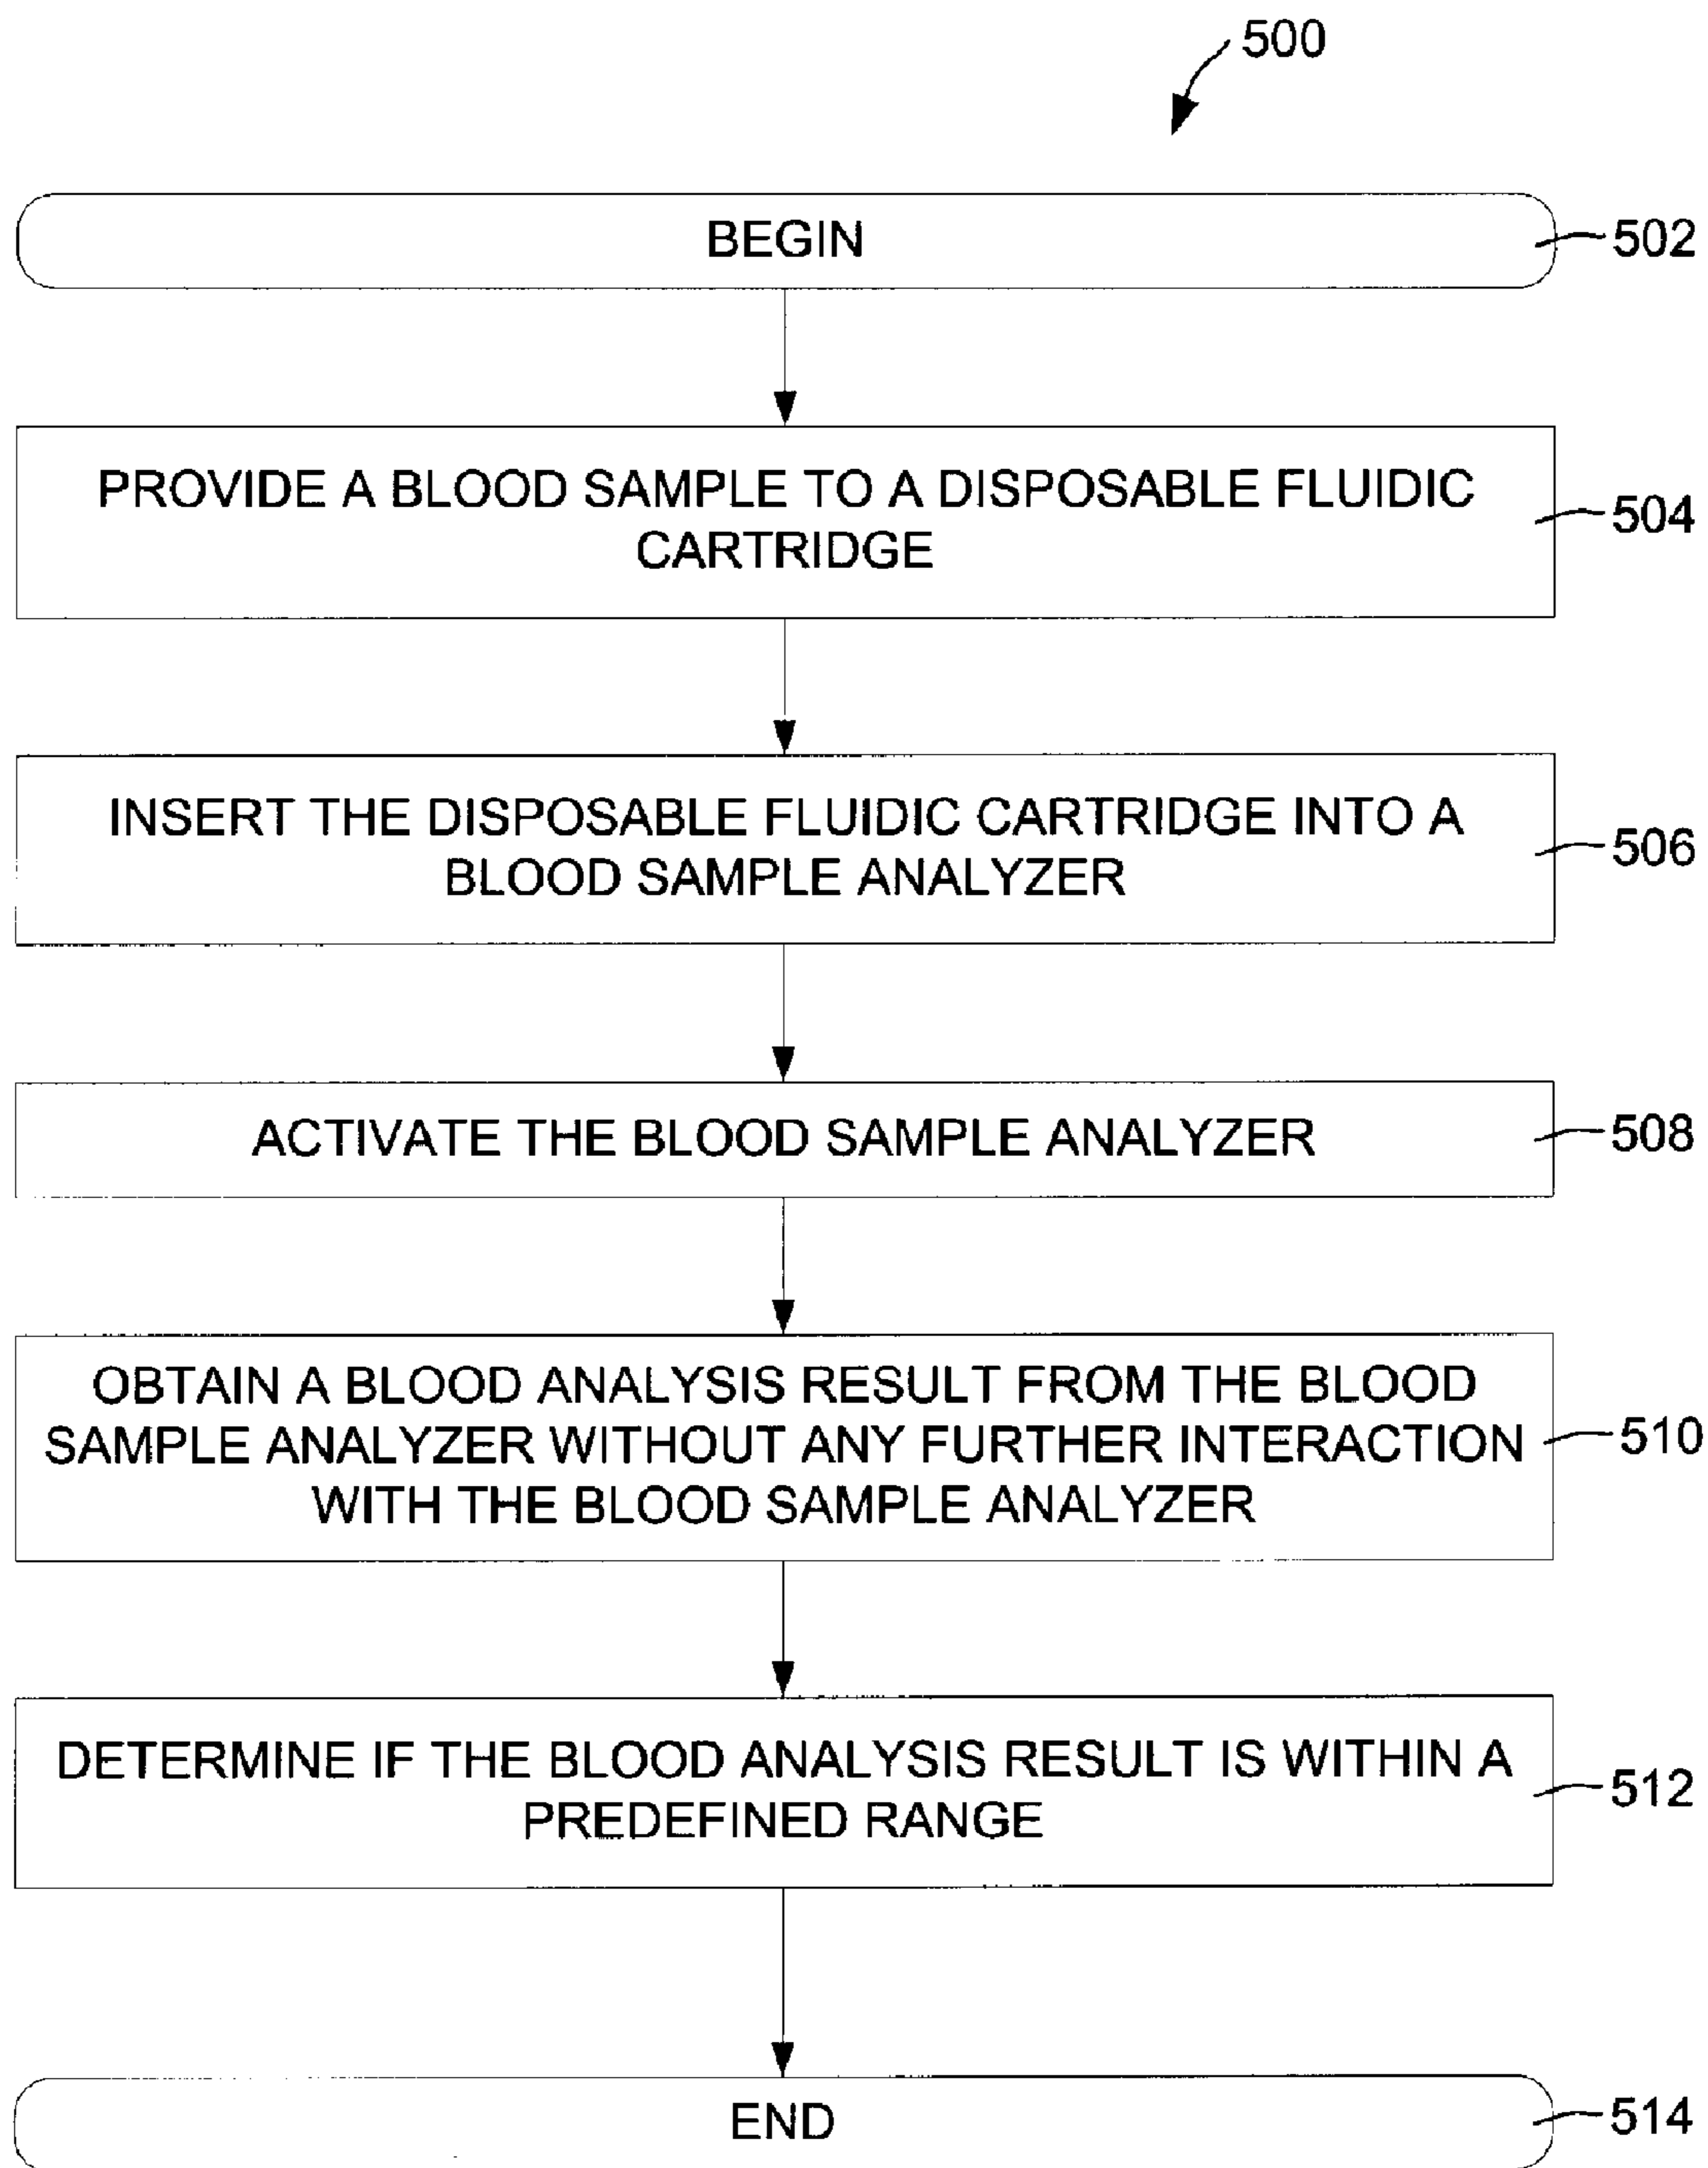 500
BEGIN
502
PROVIDE A BLOOD SAMPLE TO A DISPOSABLE FLUIDIC
CARTRIDGE
504
INSERT THE DISPOSABLE FLUIDIC CARTRIDGE INTO A
BLOOD SAMPLE ANALYZER
506
ACTIVATE THE BLOOD SAMPLE ANALYZER
508
OBTAIN A BLOOD ANALYSIS RESULT FROM THE BLOOD
SAMPLE ANALYZER WITHOUT ANY FURTHER INTERACTION
WITH THE BLOOD SAMPLE ANALYZER
510
DETERMINE IF THE BLOOD ANALYSIS RESULT IS WITHIN A
PREDEFINED RANGE
512
END
514